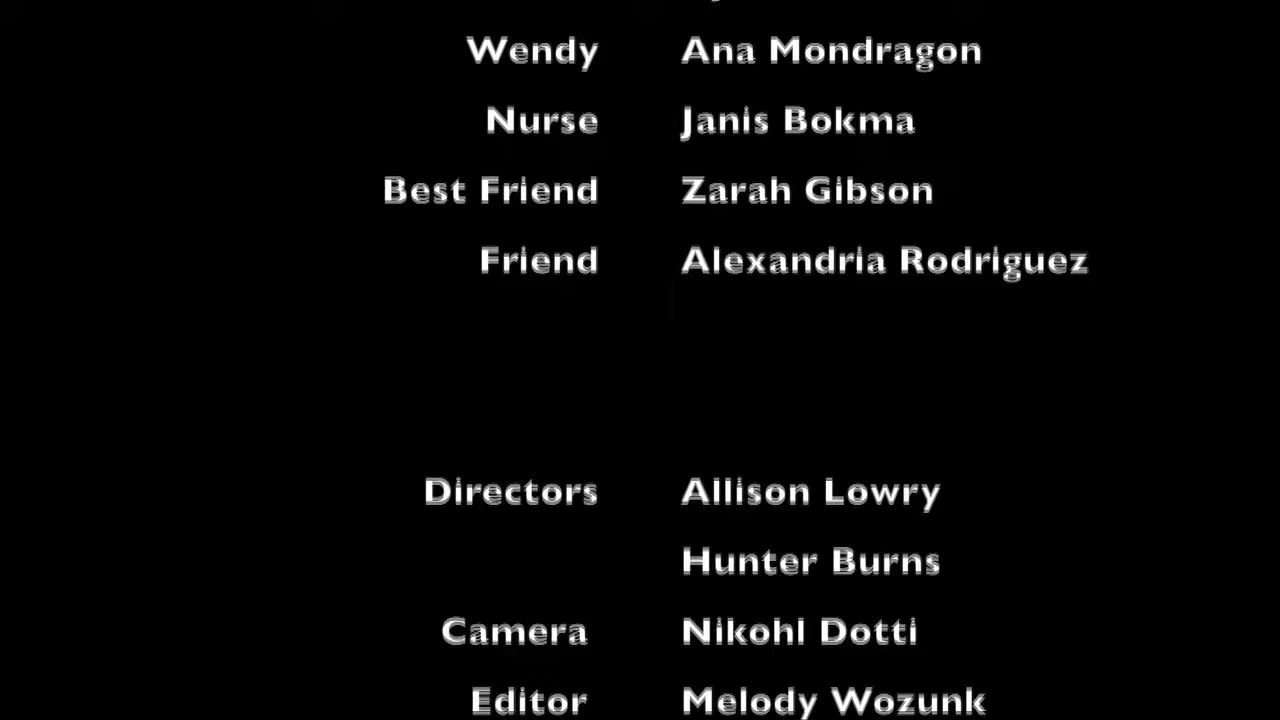 Wendy Ana Mondragon
Nurse Janis Bokma
Best Friend Zarah Gibson
Friend Alexandria Rodriguez
Directors Allison Lowry
Hunter Burns
Camera Nikohl Dotti
Editor Melody Wozunk